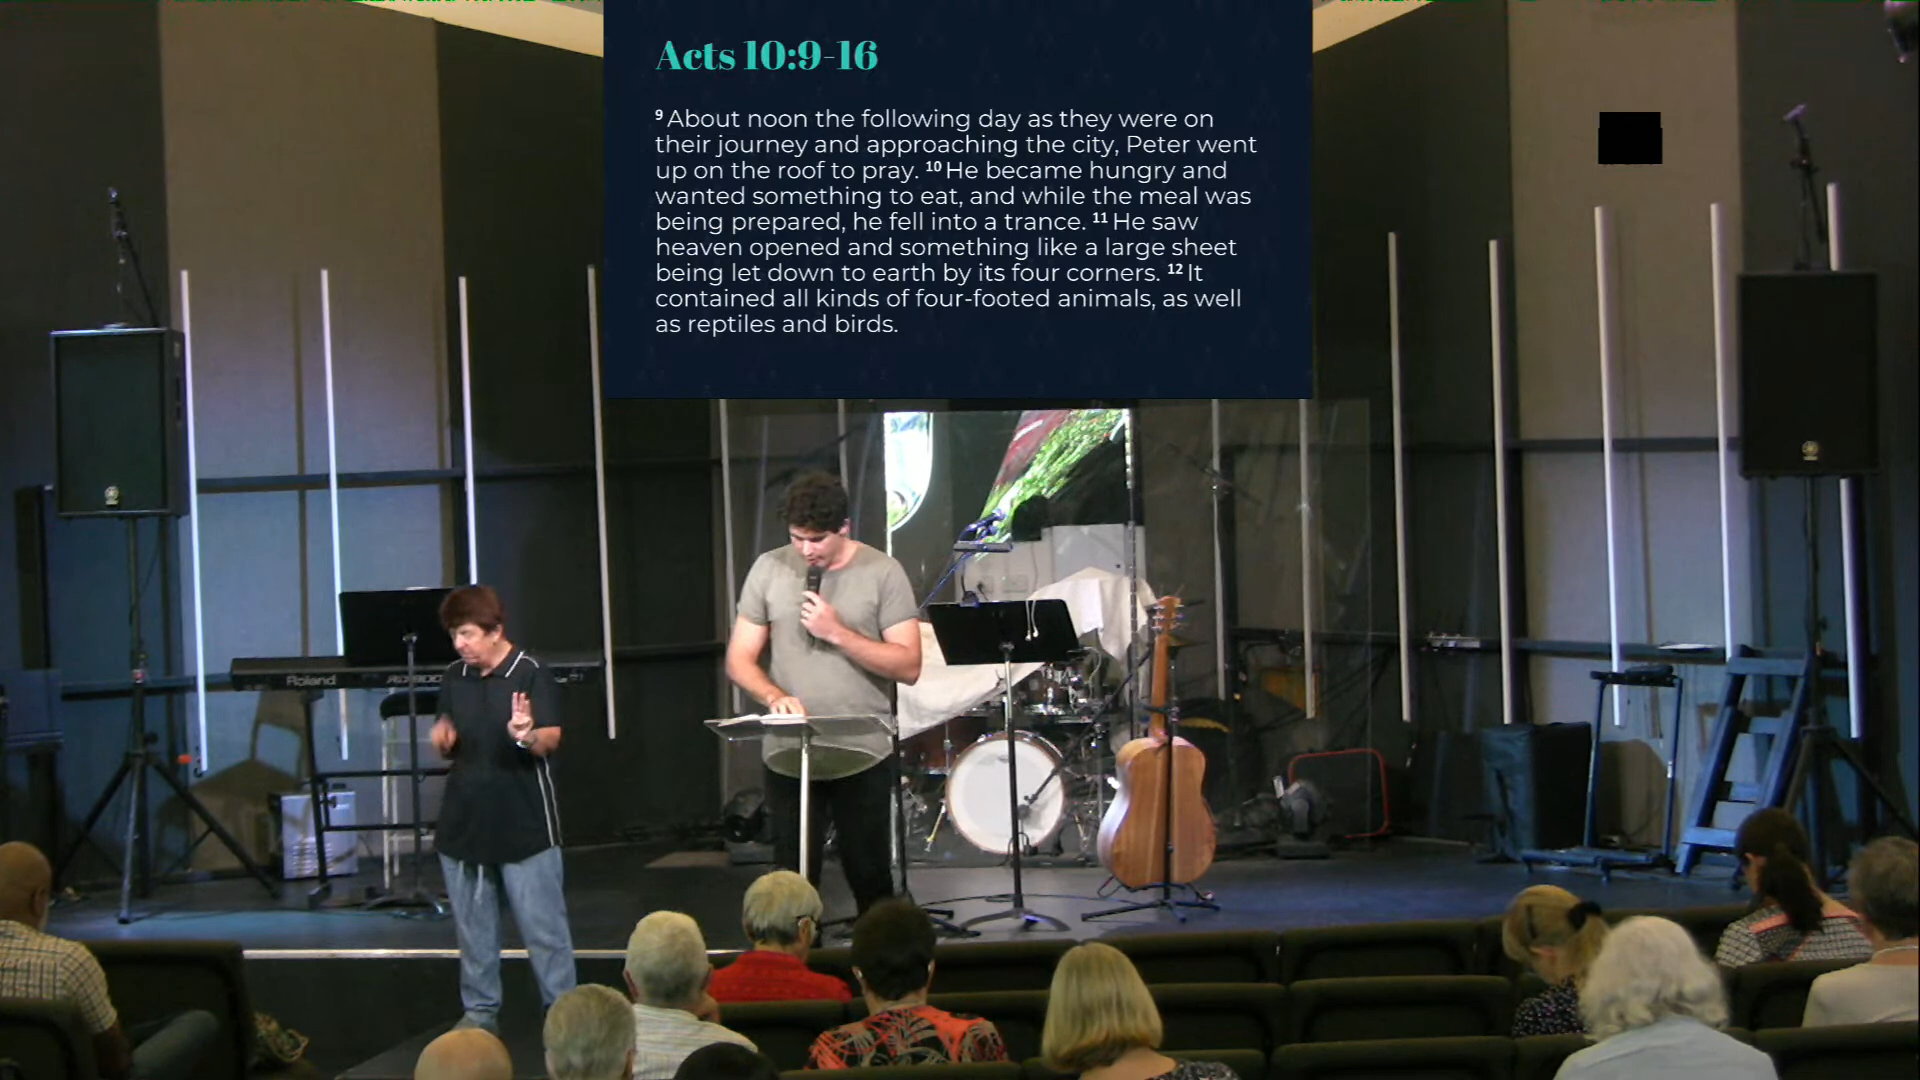 Acts 10:9-16
9 About noon the following day as they were on
their journey and approaching the city, Peter went
up on the roof to pray. 10 He became hungry and
wanted something to eat, and while the meal was
being prepared, he fell into a trance. 11 He saw
heaven opened and something like a large sheet
being let down to earth by its four corners. 12 It
contained all kinds of four-footed animals, as well
as reptiles and birds.
Roland